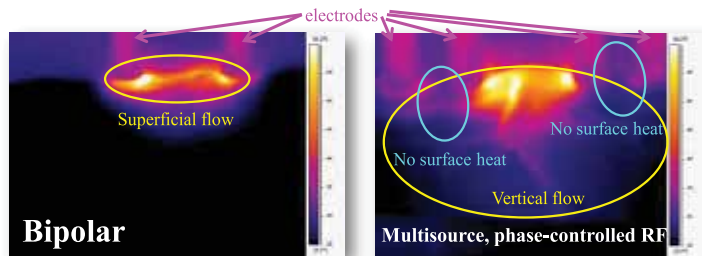 electrodes
Superficial flow
Bipolar
No surface heat
No surface heat
Vertical flow
Multisource, phase-controlled RF